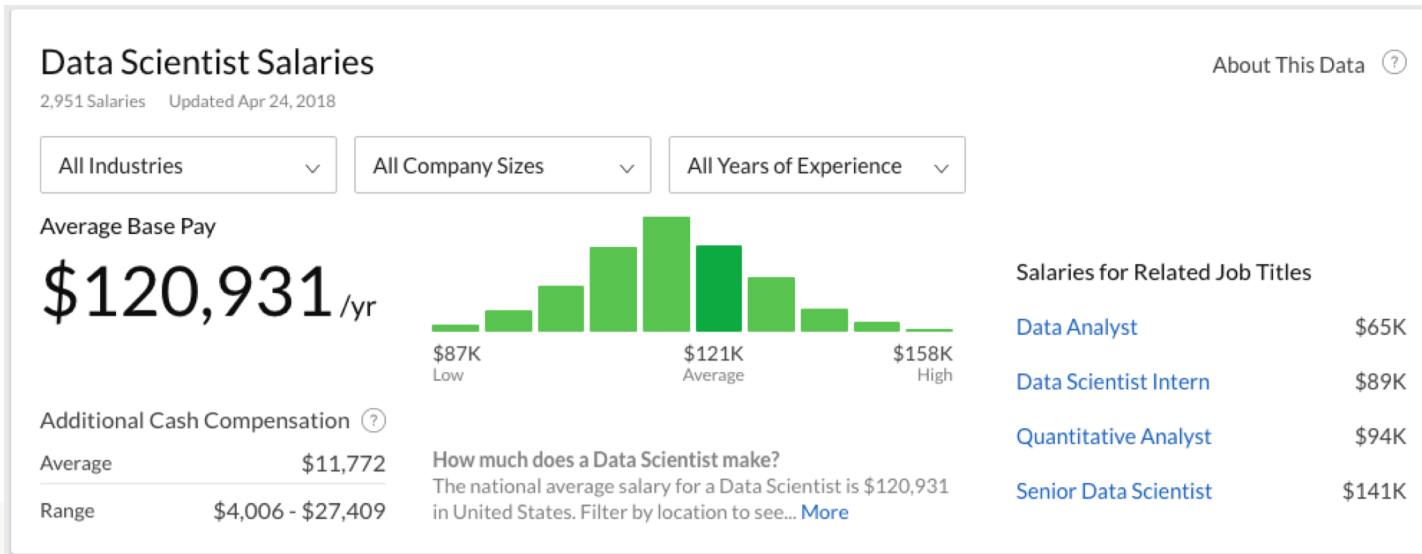 Data Scientist Salaries
About This Data ?
2,951 Salaries Updated Apr 24, 2018
All Industries
All Company Sizes
All Years of Experience
Average Base Pay
$120,931 /yr
$87K
Low
$121K
Average
$158K
High
Additional Cash Compensation ?
Average $11,772
Range $4,006 - $27,409
How much does a Data Scientist make?
The national average salary for a Data Scientist is $120,931
in United States. Filter by location to see... More
Salaries for Related Job Titles
Data Analyst $65K
Data Scientist Intern $89K
Quantitative Analyst $94K
Senior Data Scientist $141K